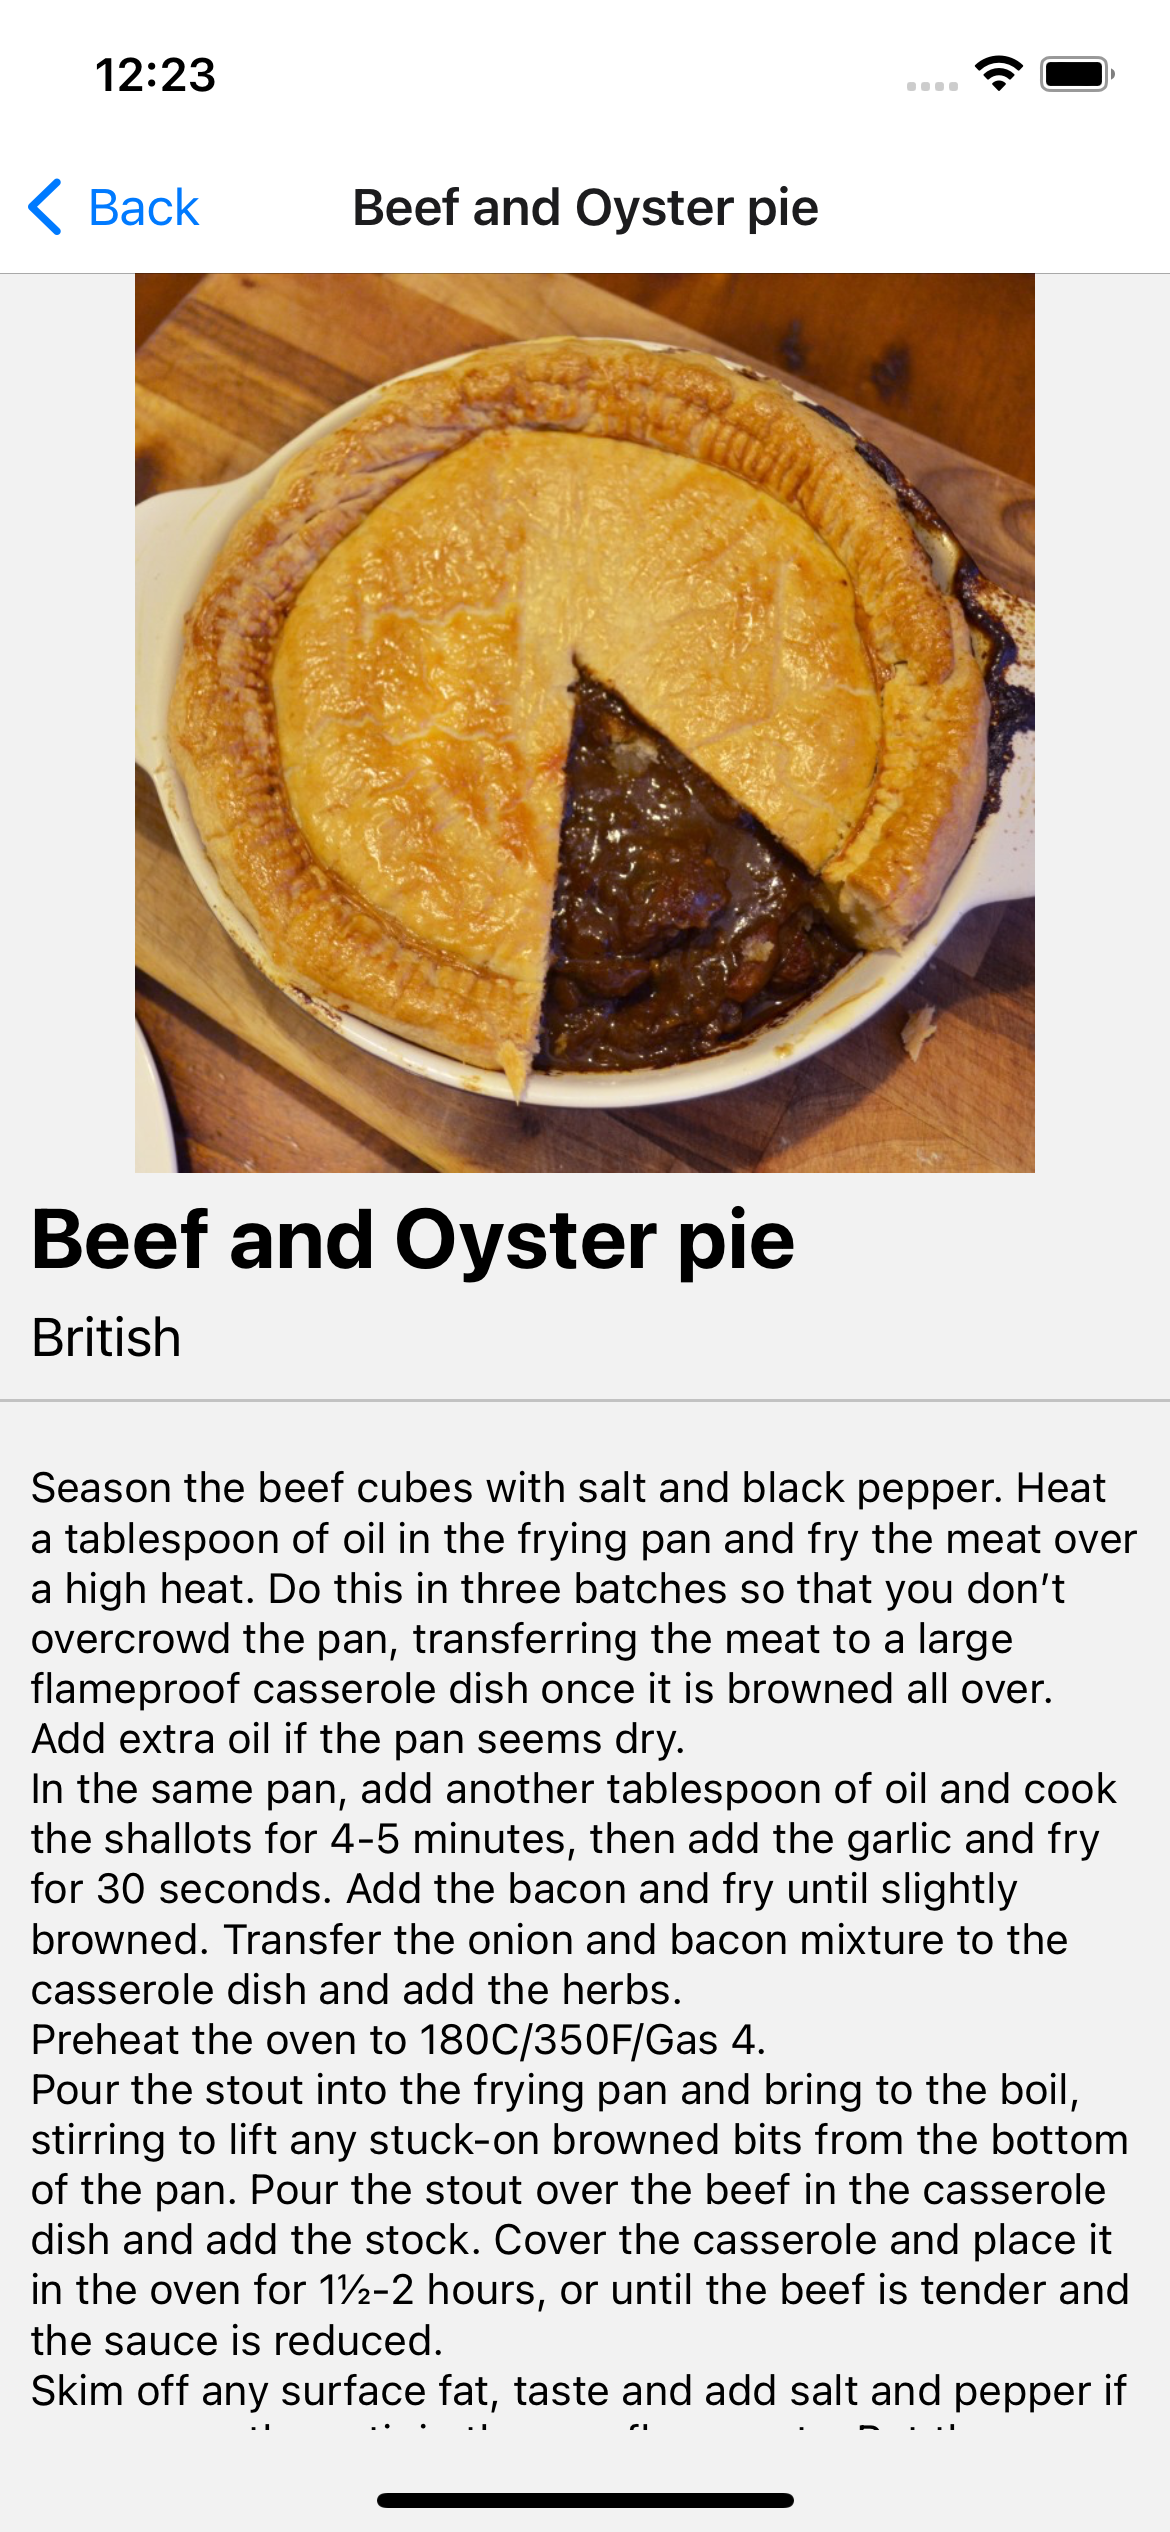 12:23
Back
Beef and Oyster pie
Beef and Oyster pie
British
Season the beef cubes with salt and black pepper. Heat
a tablespoon of oil in the frying pan and fry the meat over
a high heat. Do this in three batches so that you don’t
overcrowd the pan, transferring the meat to a large
flameproof casserole dish once it is browned all over.
Add extra oil if the pan seems dry.
In the same pan, add another tablespoon of oil and cook
the shallots for 4-5 minutes, then add the garlic and fry
for 30 seconds. Add the bacon and fry until slightly
browned. Transfer the onion and bacon mixture to the
casserole dish and add the herbs.
Preheat the oven to 180C/350F/Gas 4.
Pour the stout into the frying pan and bring to the boil,
stirring to lift any stuck-on browned bits from the bottom
of the pan. Pour the stout over the beef in the casserole
dish and add the stock. Cover the casserole and place it
in the oven for 1½-2 hours, or until the beef is tender and
the sauce is reduced.
Skim off any surface fat, taste and add salt and pepper if